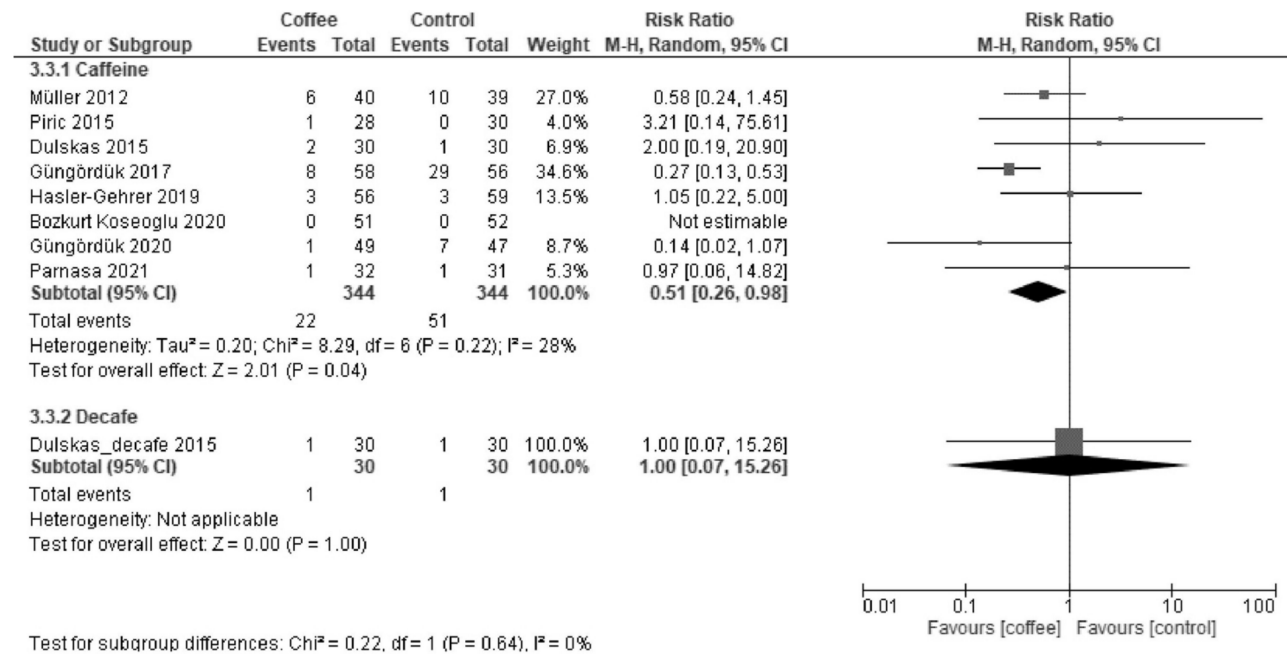 Coffee Control Risk Ratio Risk Ratio
Study or Subgroup Events Total Events Total Weight M-H, Random, 95% CI M-H, Random, 95% CI
3.3.1 Caffeine
Müller 2012 6 40 10 39 27.0% 0.58 [0.24, 1.45]
Piric 2015 1 28 0 30 4.0% 3.21 [0.14, 75.61]
Dulskas 2015 2 30 1 30 6.9% 2.00 [0.19, 20.90]
Güngördük 2017 8 58 29 56 34.6% 0.27 [0.13, 0.53]
Hasler-Gehrer 2019 3 56 3 59 13.5% 1.05 [0.22, 5.00]
Bozkurt Koseoglu 2020 0 51 0 52 Not estimable
Güngördük 2020 1 49 7 47 8.7% 0.14 [0.02, 1.07]
Parnasa 2021 1 32 1 31 5.3% 0.97 [0.06, 14.82]
Subtotal (95% CI) 344 344 100.0% 0.51 [0.26, 0.98]
Total events 22 51
Heterogeneity: Tau² = 0.20; Chi² = 8.29, df = 6 (P = 0.22); I² = 28%
Test for overall effect: Z = 2.01 (P = 0.04)
3.3.2 Decafe
Dulskas_decafe 2015 1 30 1 30 100.0% 1.00 [0.07, 15.26]
Subtotal (95% CI) 30 30 100.0% 1.00 [0.07, 15.26]
Total events 1 1
Heterogeneity: Not applicable
Test for overall effect: Z = 0.00 (P = 1.00)
0.01 0.1 1 10 100
Favours [coffee] Favours [control]
Test for subgroup differences: Chi² = 0.22, df = 1 (P = 0.64), I² = 0%